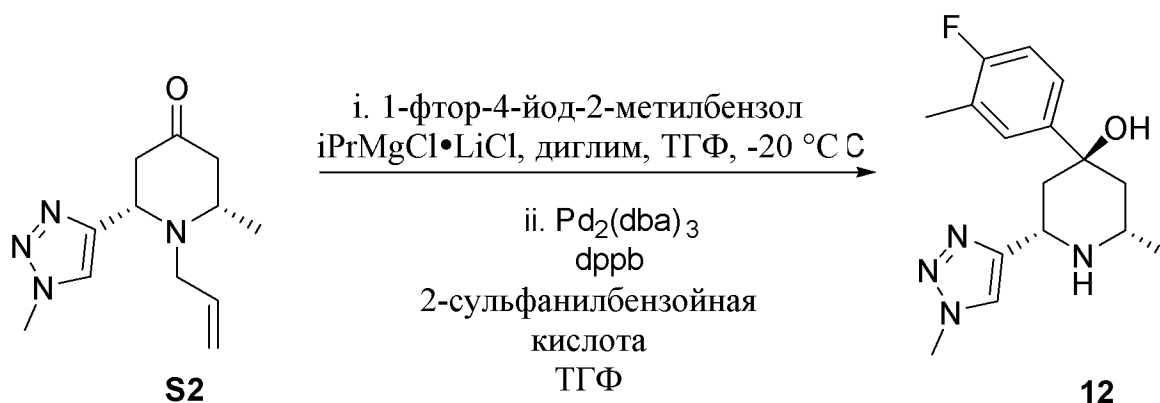 O
N
N
N
N
S2
i. 1-фтор-4-йод-2-метилбензол
iPrMgCl•LiCl, диглим, ТГФ, -20 °C C
ii. Pd2(dba)3
dppb
2-сульфанилбензойная
кислота
ТГФ
F
OH
N
N
N
N
H
12